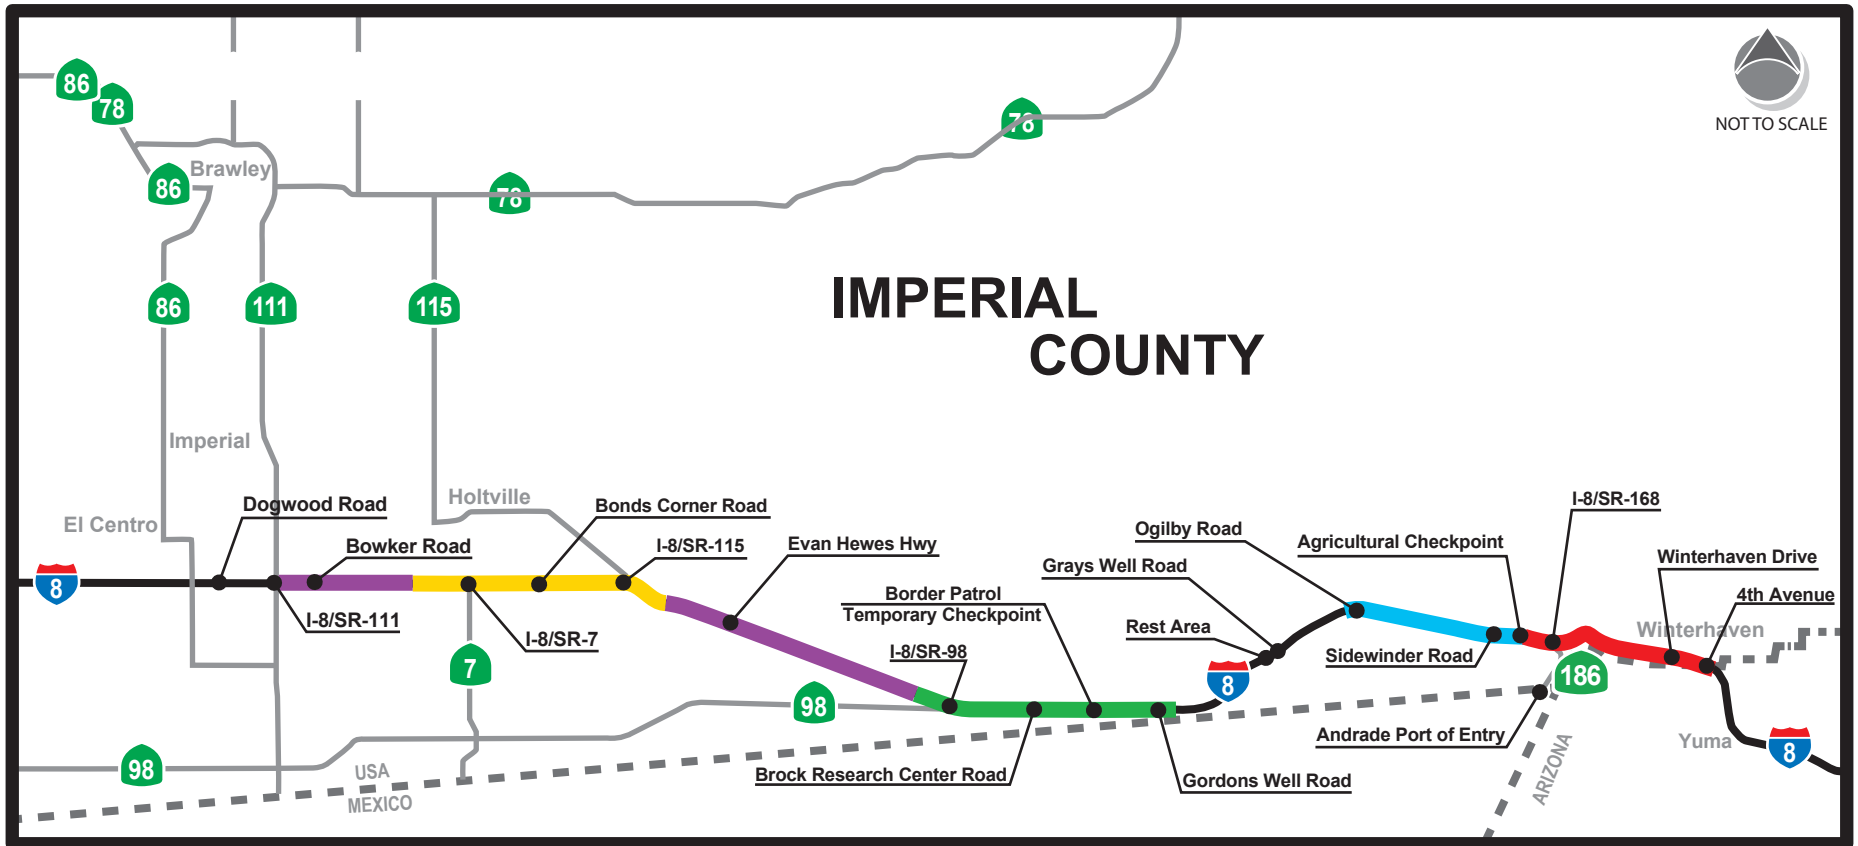 86
78
NOT TO SCALE
78
Brawley
86
78
86
111
115
IMPERIAL
COUNTY
Imperial
El Centro
Dogwood Road
Holtville
Bonds Corner Road
I-8/SR-168
Ogilby Road
Agricultural Checkpoint
Bowker Road
I-8/SR-115
Evan Hewes Hwy
Grays Well Road
Winterhaven Drive
8
Border Patrol
Temporary Checkpoint
4th Avenue
I-8/SR-111
I-8/SR-7
Rest Area
Winterhaven
I-8/SR-98
Sidewinder Road
7
8
186
98
Andrade Port of Entry
Yuma
8
98
USA
MEXICO
Brock Research Center Road
Gordons Well Road
ARIZONA